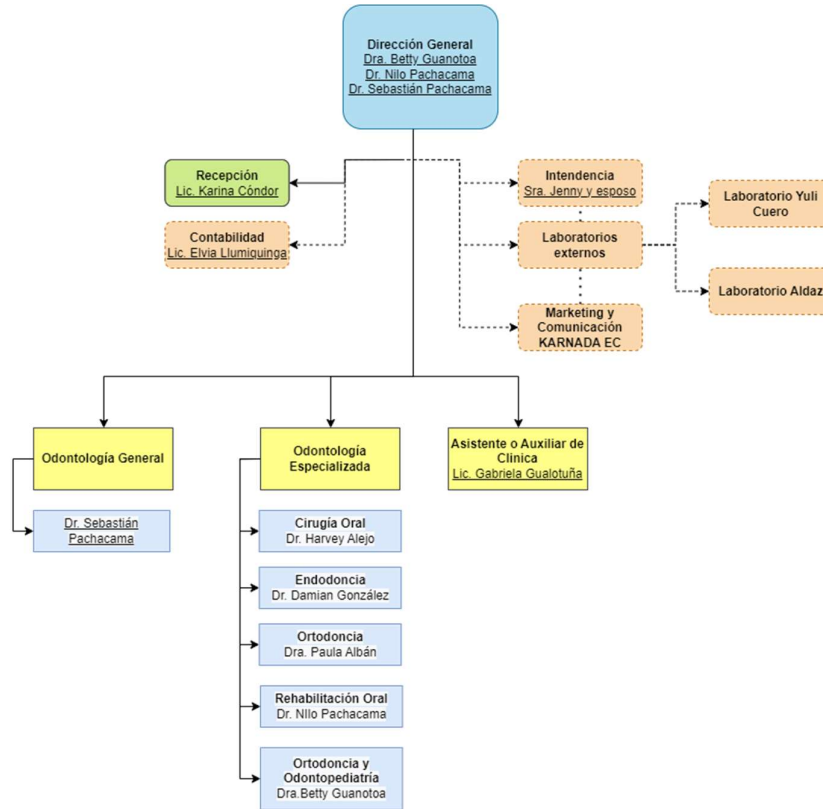 Dirección General
Dra. Betty Guanotoa
Dr. Nilo Pachacama
Dr. Sebastián Pachacama
Recepción
Lic. Karina Cóndor
Contabilidad
Lic. Elvia Llumiquinga
Intendencia
Sra. Jenny y esposo
Laboratorios
externos
Marketing y
Comunicación
KARNADA EC
Laboratorio Yuli
Cuero
Laboratorio Aldaz
Odontología General
Dr. Sebastián
Pachacama
Odontología
Especializada
Cirugía Oral
Dr. Harvey Alejo
Endodoncia
Dr. Damian González
Ortodoncia
Dra. Paula Albán
Rehabilitación Oral
Dr. NIlo Pachacama
Ortodoncia y
Odontopediatría
Dra.Betty Guanotoa
Asistente o Auxiliar de
Clínica
Lic. Gabriela Gualotuña